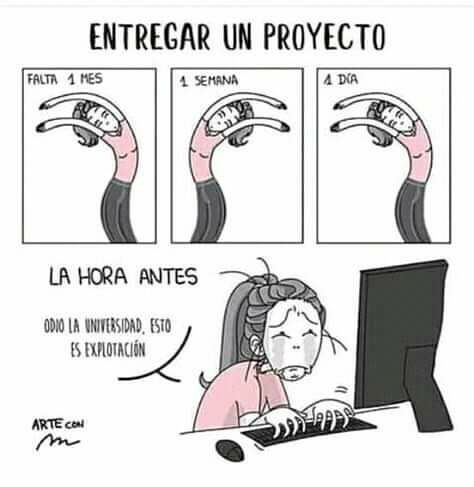 ENTREGAR UN PROYECTO
FALTA 1 MES
1 SEMANA
1 DÍA
LA HORA ANTES
ODIO LA UNIVERSIDAD, ESTO
ES EXPLOTACIÓN
ARTE CON